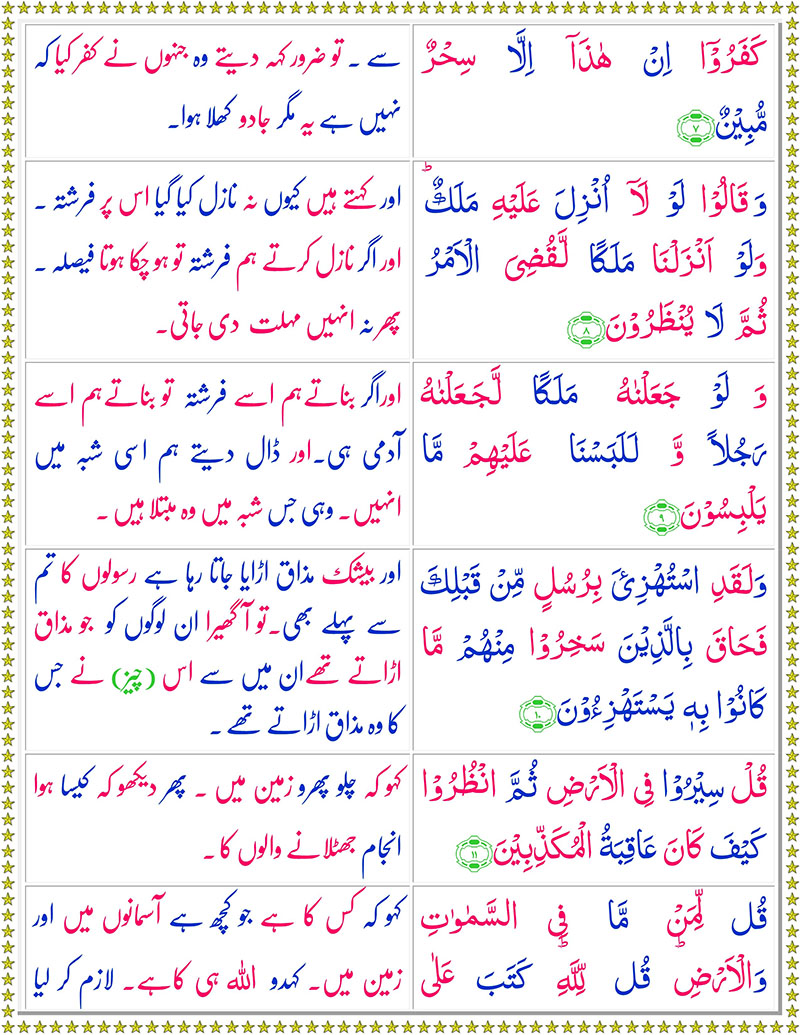 كَفَرُوْۤا اِنْ هٰذَاۤ اِلَّا سِحْرٌ
مُّبِيْنٌ ۷
سے ۔ تو ضرور کہہ دیتے وہ جنہوں نے کفر کیا کہ
نہیں ہے یہ مگر جادو کھلا ہوا۔
وَ قَالُوْا لَوْ لَاۤ اُنْزِلَ عَلَيْهِ مَلَكٌ ؕ
وَلَوْ اَنْزَلْنَا مَلَكًا لَّقُضِىَ الْاَمْرُ
ثُمَّ لَا يُنْظَرُوْنَ ۸
اور کہتے ہیں کیوں نہ نازل کیا گیا اس پر فرشتہ ۔
اور اگر نازل کرتے ہم فرشتہ تو ہو چکا ہوتا فیصلہ ۔
پھر نہ انہیں مہلت دی جاتی۔
وَ لَوْ جَعَلْنٰهُ مَلَكًا لَّجَعَلْنٰهُ
رَجُلاً وَّ لَلَبَسْنَا عَلَيْهِمْ مَّا
يَلْبِسُوْنَ ۹
اور اگر بناتے ہم اسے فرشتہ تو بناتے ہم اسے
آدمی ہی۔ اور ڈال دیتے ہم اسی شبہ میں
انہیں۔ وہی جس شبہ میں وہ مبتلا ہیں ۔
وَلَقَدِ اسْتُهْزِئَ بِرُسُلٍ مِّنْ قَبْلِكَ
فَحَاقَ بِالَّذِيْنَ سَخِرُوْا مِنْهُمْ مَّا
كَانُوْا بِهٖ يَسْتَهْزِءُوْنَ ۱۰
اور بیشک مذاق اڑایا جاتا رہا ہے رسولوں کا تم
سے پہلے بھی۔ تو آ گھیرا ان لوگوں کو جو مذاق
اڑاتے تھے ان میں سے اس (چیز) نے جس
کا وہ مذاق اڑاتے تھے ۔
قُلْ سِيْرُوْا فِى الْاَرْضِ ثُمَّ انْظُرُوْا
كَيْفَ كَانَ عَاقِبَةُ الْمُكَذِّبِيْنَ ۱۱
کہو کہ چلو پھرو زمین میں ۔ پھر دیکھو کہ کیسا ہوا
انجام جھٹلانے والوں کا ۔
قُل لِّمَنْ مَّا فِى السَّمٰوٰتِ
وَالْاَرْضِ ؕ قُل لِّلّٰهِ ؕ كَتَبَ عَلٰى
کہو کہ کس کا ہے جو کچھ ہے آسمانوں میں اور
زمین میں۔ کہدو اللہ ہی کا ہے۔ لازم کر لیا